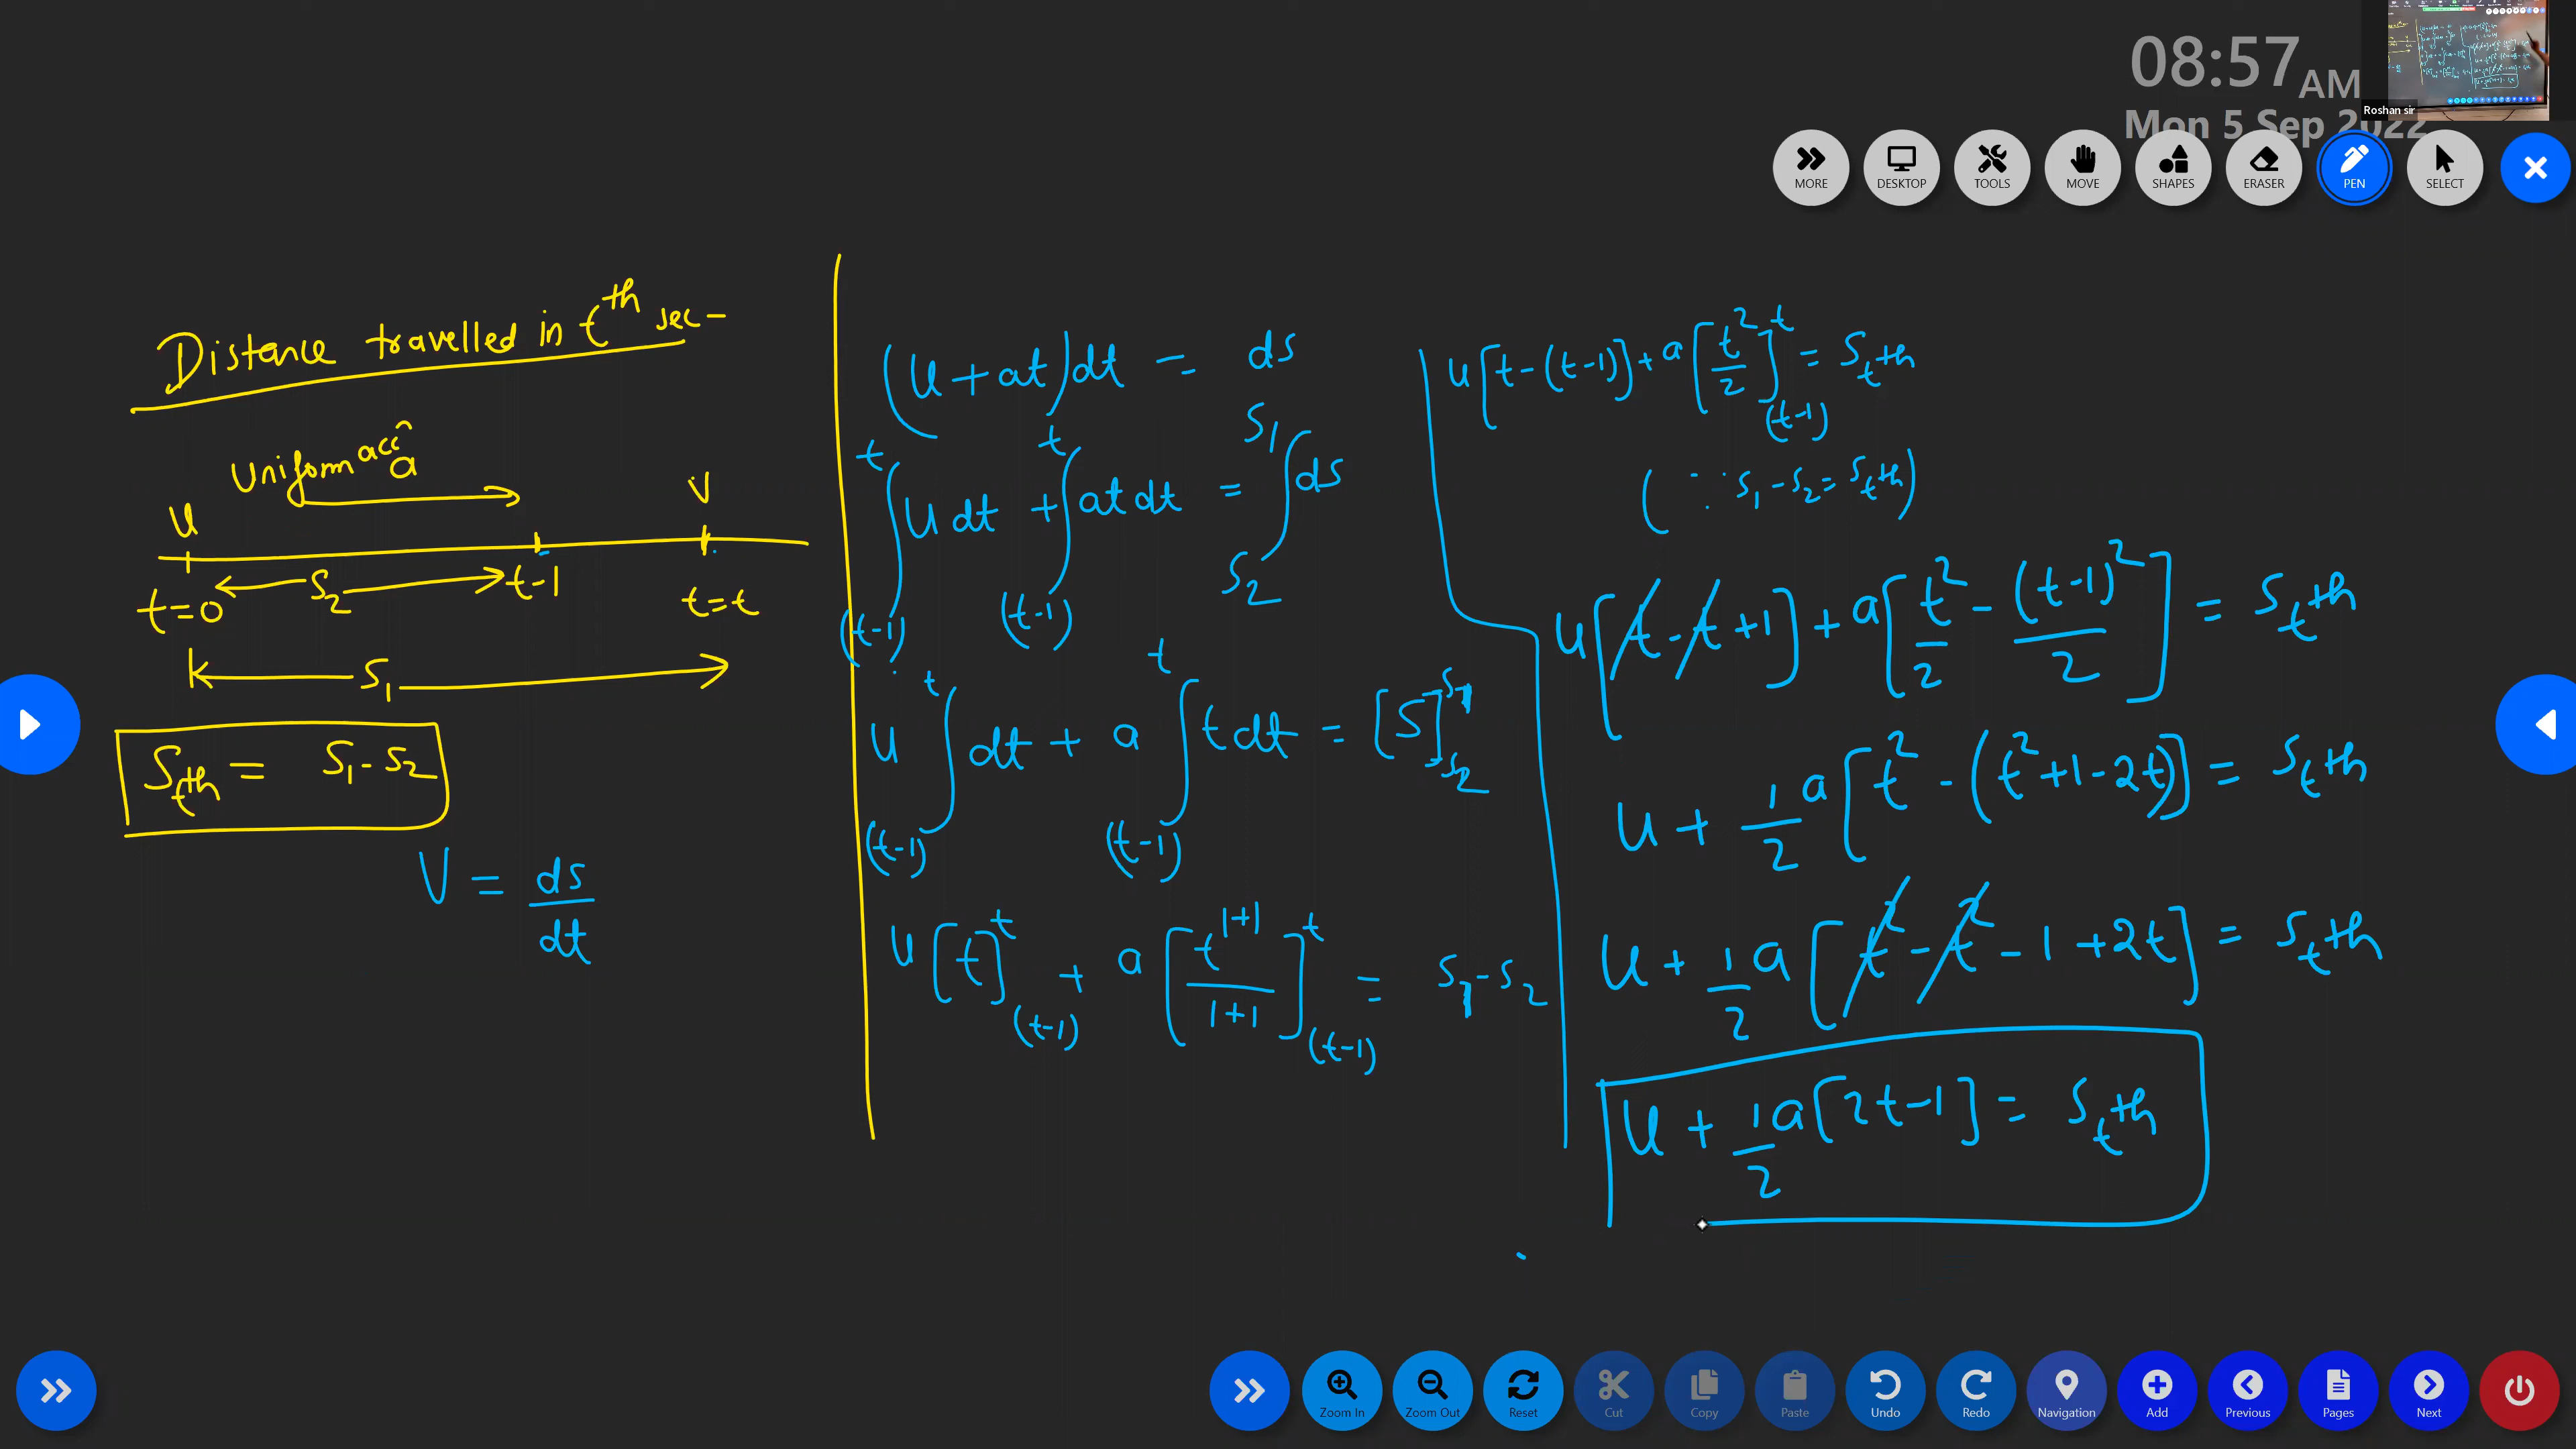 08:57 AM
Mon 5 Sep 2022
Roshan sir
MORE DESKTOP TOOLS MOVE SHAPES ERASER PEN SELECT
Distance travelled in t^th sec -
Uniform accⁿ a
u v
t=0 S₂ t-1 t=t
S₁
S_tth = S₁ - S₂
V = ds/dt
(u + at)dt = ds
∫_(t-1)^t u dt + ∫_(t-1)^t at dt = ∫_S₂^S₁ ds
u ∫_(t-1)^t dt + a ∫_(t-1)^t t dt = [S]_S₂^S₁
u [t]_(t-1)^t + a [t^(1+1)/(1+1)]_(t-1)^t = S₁ - S₂
u[t-(t-1)] + a[t²/2]_(t-1)^t = S_tth
(∵ S₁ - S₂ = S_tth)
u[t - t + 1] + a[t²/2 - (t-1)²/2] = S_tth
u + 1/2 a[t² - (t²+1-2t)] = S_tth
u + 1/2 a[t² - t² - 1 + 2t] = S_tth
u + 1/2 a[2t-1] = S_tth
Zoom In Zoom Out Reset Cut Copy Paste Undo Redo Navigation Add Previous Pages Next